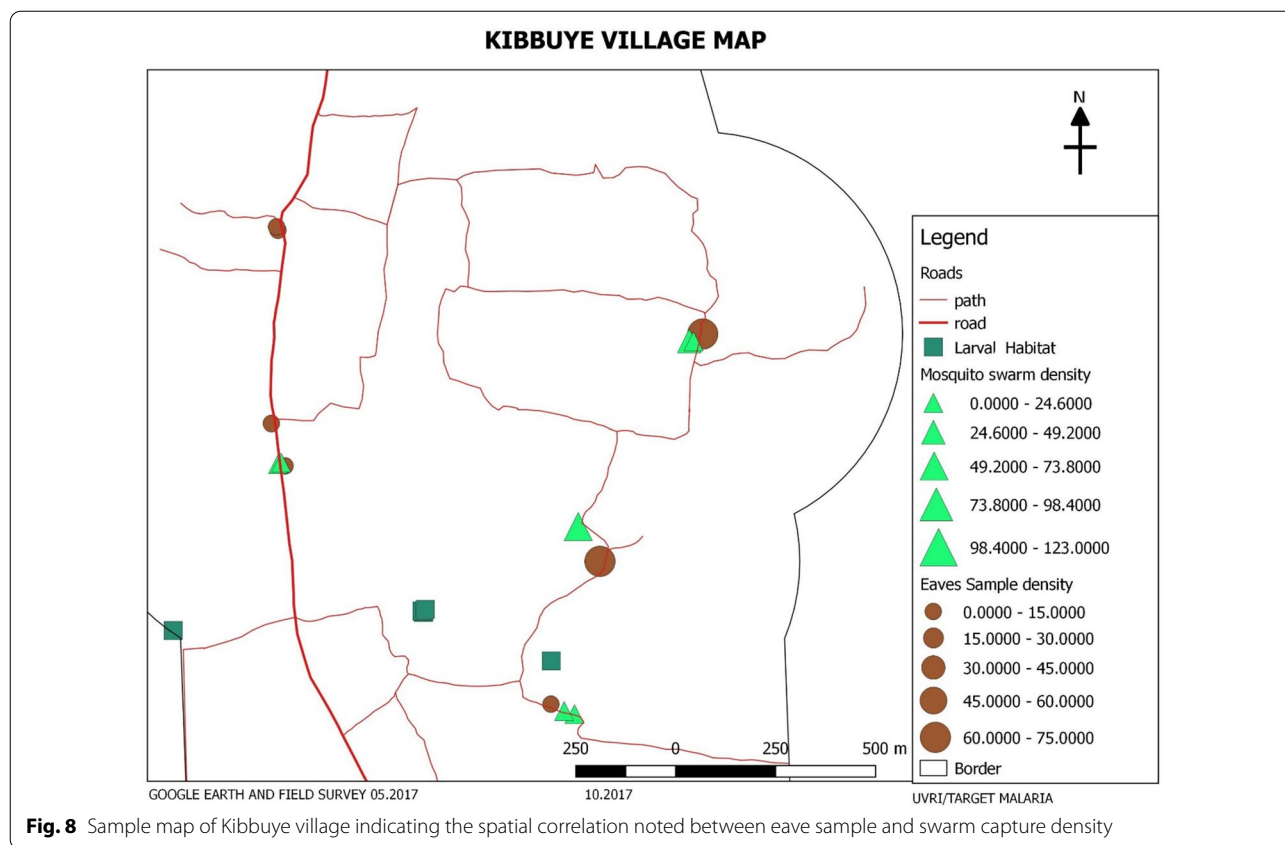 KIBBUYE VILLAGE MAP
N
Legend
Roads
path
road
Larval Habitat
Mosquito swarm density
0.0000 - 24.6000
24.6000 - 49.2000
49.2000 - 73.8000
73.8000 - 98.4000
98.4000 - 123.0000
Eaves Sample density
0.0000 - 15.0000
15.0000 - 30.0000
30.0000 - 45.0000
45.0000 - 60.0000
60.0000 - 75.0000
Border
250 0 250 500 m
GOOGLE EARTH AND FIELD SURVEY 05.2017 10.2017 UVRI/TARGET MALARIA
Fig. 8 Sample map of Kibbuye village indicating the spatial correlation noted between eave sample and swarm capture density